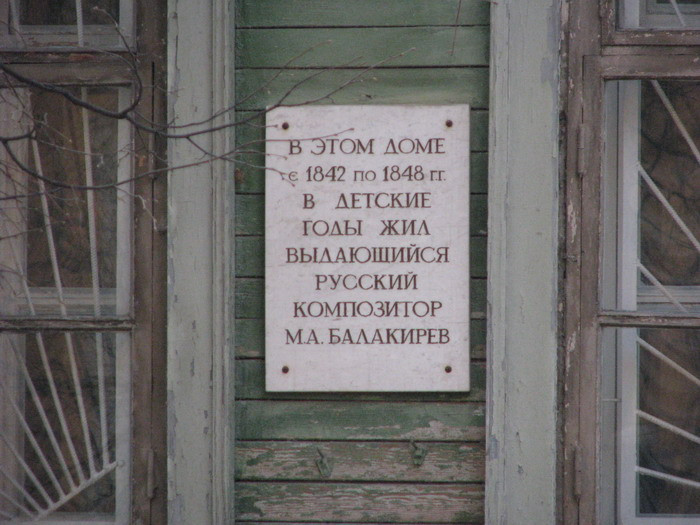 В ЭТОМ ДОМЕ
с 1842 по 1848 гг.
В ДЕТСКИЕ
ГОДЫ ЖИЛ
ВЫДАЮЩИЙСЯ
РУССКИЙ
КОМПОЗИТОР
М.А. БАЛАКИРЕВ